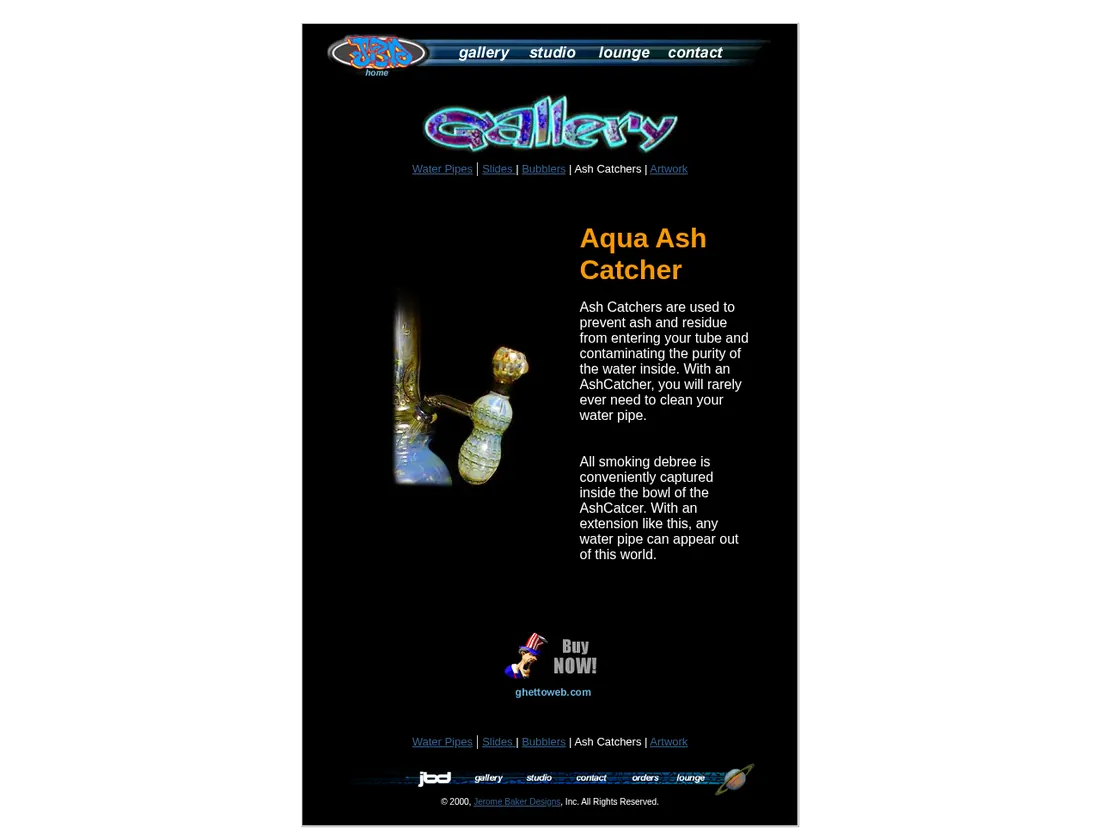 JBD
home
gallery studio lounge contact
Gallery
Water Pipes | Slides | Bubblers | Ash Catchers | Artwork
Aqua Ash
Catcher
Ash Catchers are used to
prevent ash and residue
from entering your tube and
contaminating the purity of
the water inside. With an
AshCatcher, you will rarely
ever need to clean your
water pipe.
All smoking debree is
conveniently captured
inside the bowl of the
AshCatcer. With an
extension like this, any
water pipe can appear out
of this world.
Buy
NOW!
ghettoweb.com
Water Pipes | Slides | Bubblers | Ash Catchers | Artwork
jbd gallery studio contact orders lounge
© 2000, Jerome Baker Designs, Inc. All Rights Reserved.